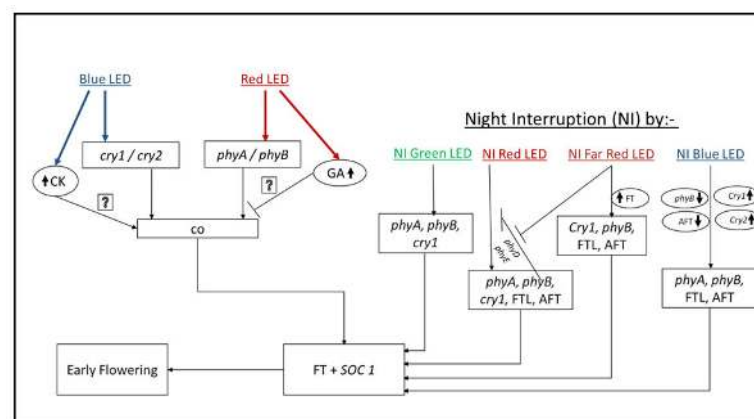 Blue LED
Red LED
Night Interruption (NI) by:-
NI Green LED
NI Red LED
NI Far Red LED
NI Blue LED
cry1 / cry2
phyA / phyB
↑CK
?
?
GA↑
↑FT
phyB↓
Cry1↑
AFT↓
Cry2↑
co
phyA, phyB,
cry1
phyD
phyE
Cry1, phyB,
FTL, AFT
phyA, phyB,
cry1, FTL, AFT
phyA, phyB,
FTL, AFT
Early Flowering
FT + SOC 1